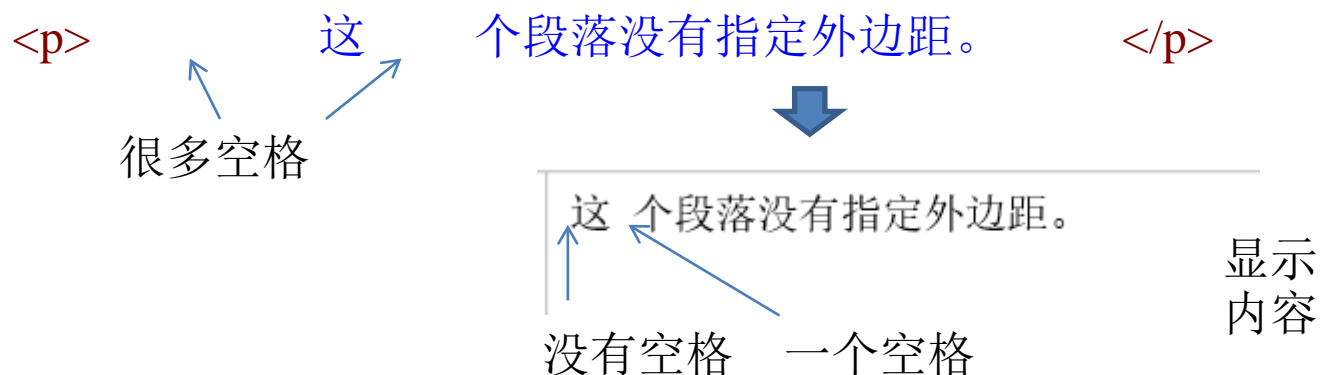 <p> 这 个段落没有指定外边距。 </p>
很多空格
这 个段落没有指定外边距。
显示
内容
没有空格 一个空格